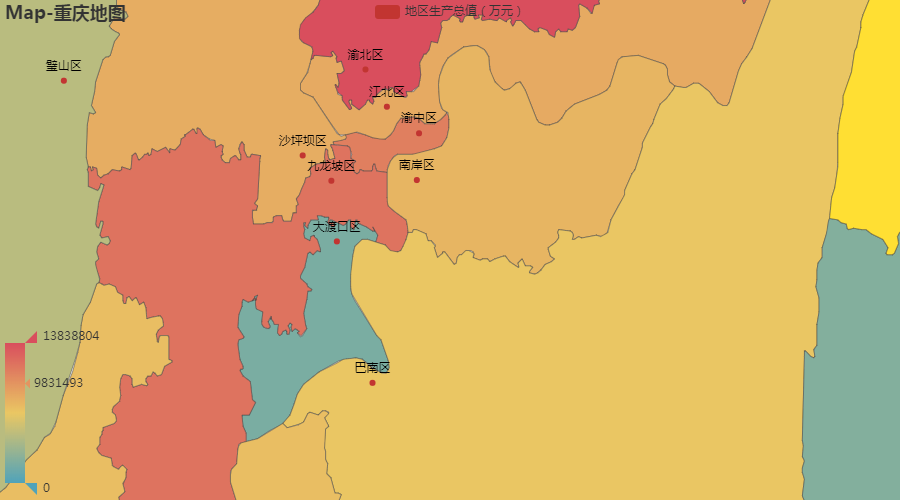 Map-重庆地图
地区生产总值（万元）
渝北区
璧山区
江北区
渝中区
沙坪坝区
九龙坡区
南岸区
大渡口区
13838804
巴南区
9831493
0